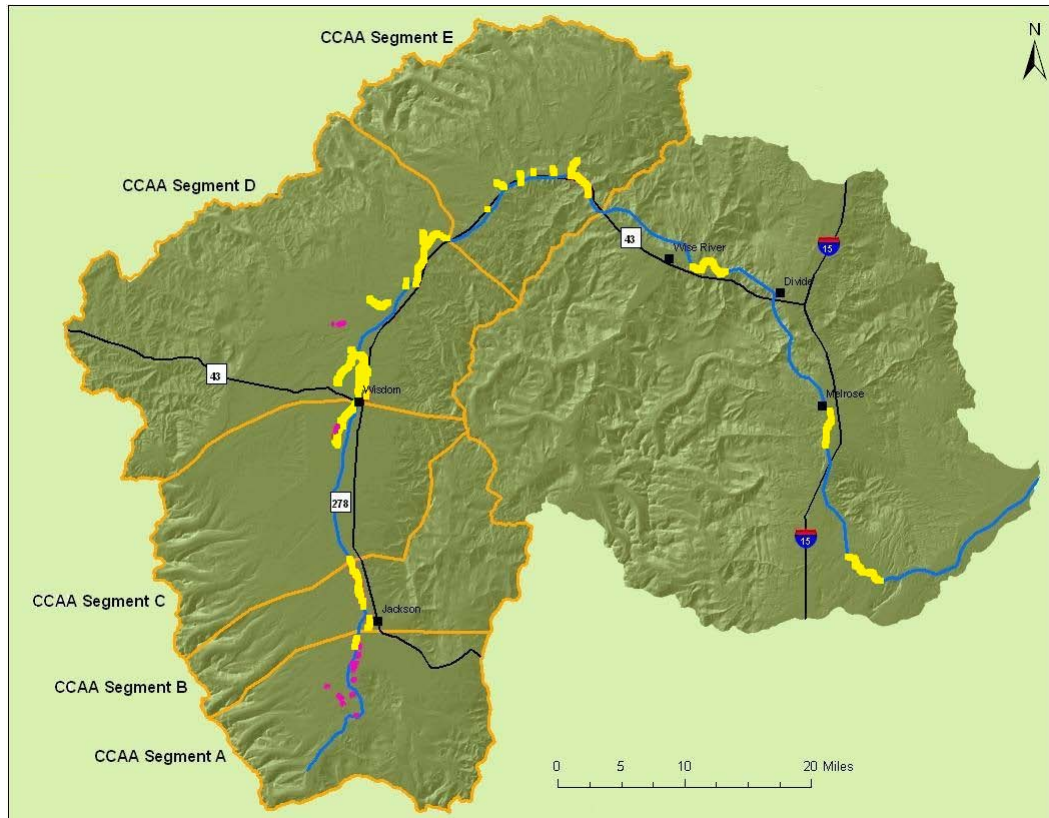 CCAA Segment E
N
CCAA Segment D
43
Wise River
15
Divide
43
Wisdom
Melrose
278
15
CCAA Segment C
Jackson
CCAA Segment B
CCAA Segment A
0 5 10 20 Miles